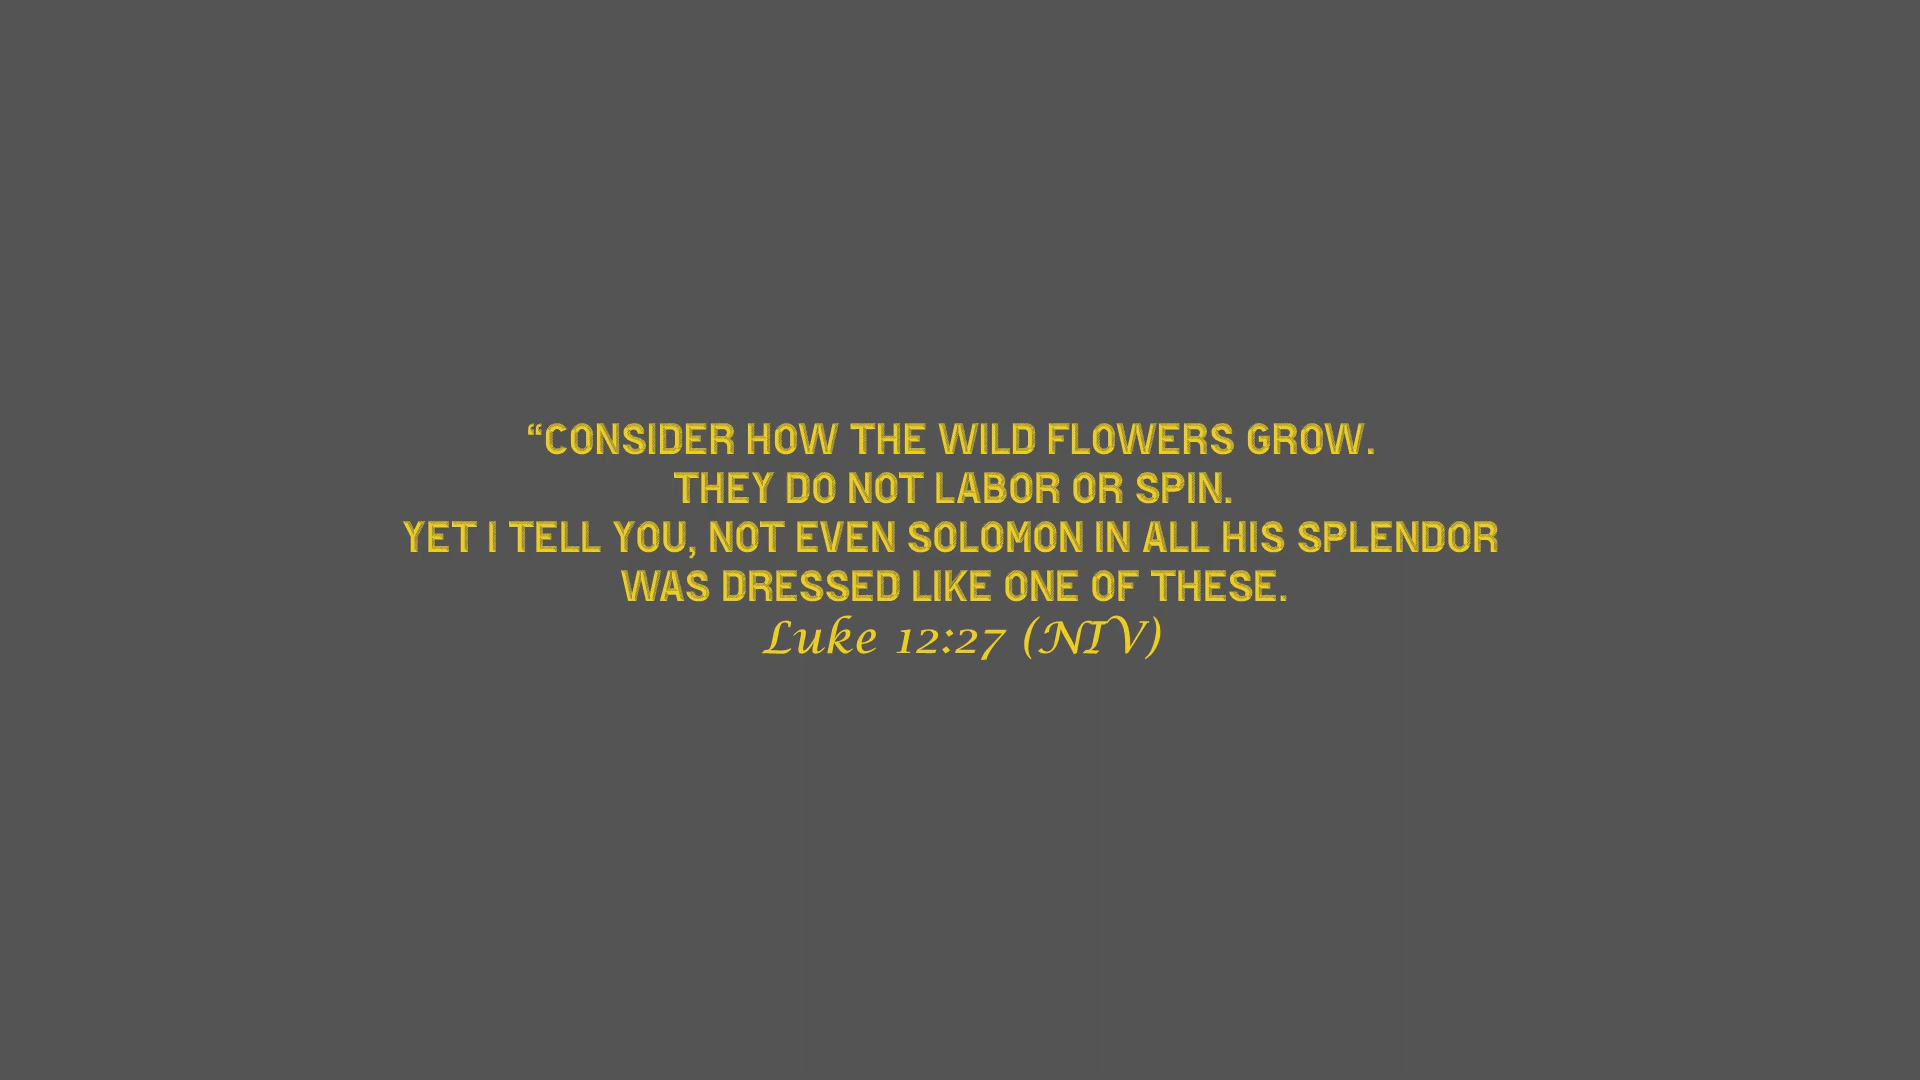 “CONSIDER HOW THE WILD FLOWERS GROW.
THEY DO NOT LABOR OR SPIN.
YET I TELL YOU, NOT EVEN SOLOMON IN ALL HIS SPLENDOR
WAS DRESSED LIKE ONE OF THESE.
Luke 12:27 (NIV)